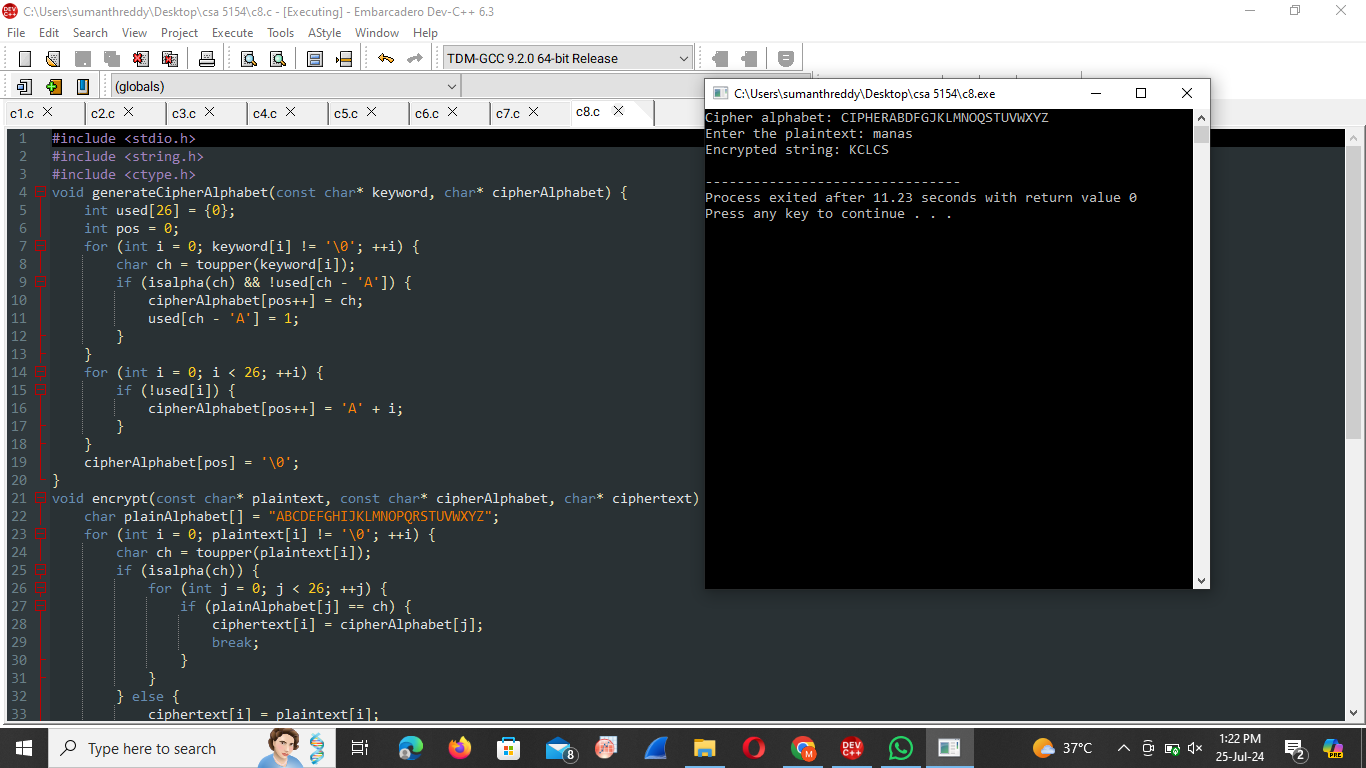 C:\Users\sumanthreddy\Desktop\csa 5154\c8.c - [Executing] - Embarcadero Dev-C++ 6.3
File Edit Search View Project Execute Tools AStyle Window Help
TDM-GCC 9.2.0 64-bit Release
(globals)
c1.c c2.c c3.c c4.c c5.c c6.c c7.c c8.c
1 #include <stdio.h>
2 #include <string.h>
3 #include <ctype.h>
4 void generateCipherAlphabet(const char* keyword, char* cipherAlphabet) {
5 int used[26] = {0};
6 int pos = 0;
7 for (int i = 0; keyword[i] != '\0'; ++i) {
8 char ch = toupper(keyword[i]);
9 if (isalpha(ch) && !used[ch - 'A']) {
10 cipherAlphabet[pos++] = ch;
11 used[ch - 'A'] = 1;
12 }
13 }
14 for (int i = 0; i < 26; ++i) {
15 if (!used[i]) {
16 cipherAlphabet[pos++] = 'A' + i;
17 }
18 }
19 cipherAlphabet[pos] = '\0';
20 }
21 void encrypt(const char* plaintext, const char* cipherAlphabet, char* ciphertext)
22 char plainAlphabet[] = "ABCDEFGHIJKLMNOPQRSTUVWXYZ";
23 for (int i = 0; plaintext[i] != '\0'; ++i) {
24 char ch = toupper(plaintext[i]);
25 if (isalpha(ch)) {
26 for (int j = 0; j < 26; ++j) {
27 if (plainAlphabet[j] == ch) {
28 ciphertext[i] = cipherAlphabet[j];
29 break;
30 }
31 }
32 } else {
33 ciphertext[i] = plaintext[i];
C:\Users\sumanthreddy\Desktop\csa 5154\c8.exe
Cipher alphabet: CIPHERABDFGJKLMNOQSTUVWXYZ
Enter the plaintext: manas
Encrypted string: KCLCS
--------------------------------
Process exited after 11.23 seconds with return value 0
Press any key to continue . . .
Type here to search
8
M
DEV C++
37°C
1:22 PM
25-Jul-24
2
PRE